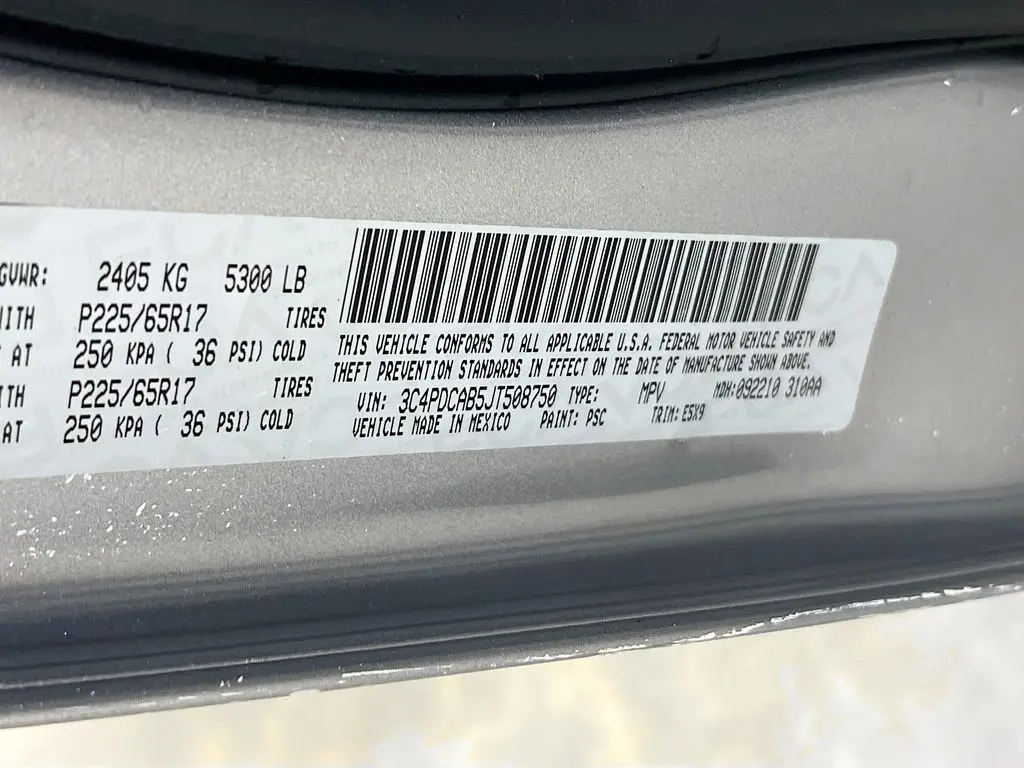 GVWR: 2405 KG 5300 LB
WITH P225/65R17 TIRES
AT 250 KPA ( 36 PSI) COLD
ITH P225/65R17 TIRES
AT 250 KPA ( 36 PSI) COLD
THIS VEHICLE CONFORMS TO ALL APPLICABLE U.S.A. FEDERAL MOTOR VEHICLE SAFETY AND
THEFT PREVENTION STANDARDS IN EFFECT ON THE DATE OF MANUFACTURE SHOWN ABOVE.
VIN: 3C4PDCAB5JT508750 TYPE: MPV MDH:092210 310AA
VEHICLE MADE IN MEXICO PAINT: PSC TRIM: E5X9